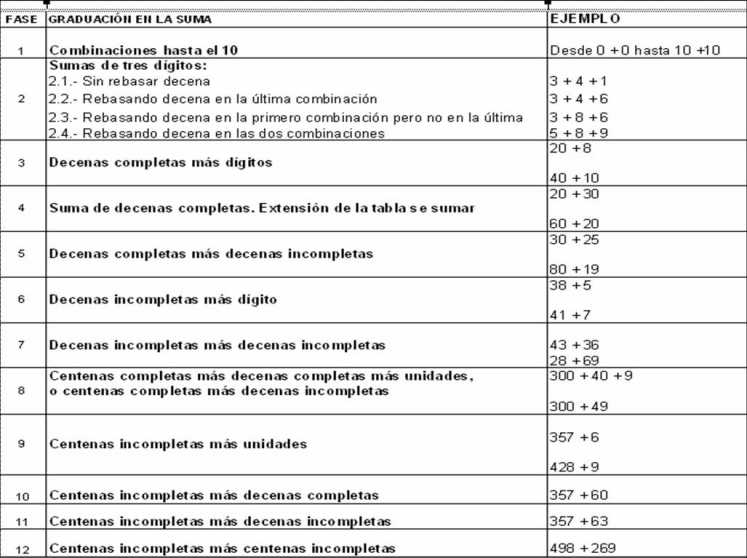 FASE GRADUACIÓN EN LA SUMA EJEMPLO
1 Combinaciones hasta el 10 Desde 0 +0 hasta 10 +10
Sumas de tres dígitos:
2.1.- Sin rebasar decena 3 + 4 +1
2 2.2.- Rebasando decena en la última combinación 3 + 4 +6
2.3.- Rebasando decena en la primero combinación pero no en la última 3 + 8 +6
2.4.- Rebasando decena en las dos combinaciones 5 + 8 +9
20 +8
3 Decenas completas más dígitos
40 +10
20 +30
4 Suma de decenas completas. Extensión de la tabla se sumar
60 +20
30 +25
5 Decenas completas más decenas incompletas
80 +19
38 +5
6 Decenas incompletas más dígito
41 +7
7 Decenas incompletas más decenas incompletas 43 +36
28 +69
Centenas completas más decenas completas más unidades, 300 +40 +9
8 o centenas completas más decenas incompletas
300 +49
357 +6
9 Centenas incompletas más unidades
428 +9
10 Centenas incompletas más decenas completas 357 +60
11 Centenas incompletas más decenas incompletas 357 +63
12 Centenas incompletas más centenas incompletas 498 +269